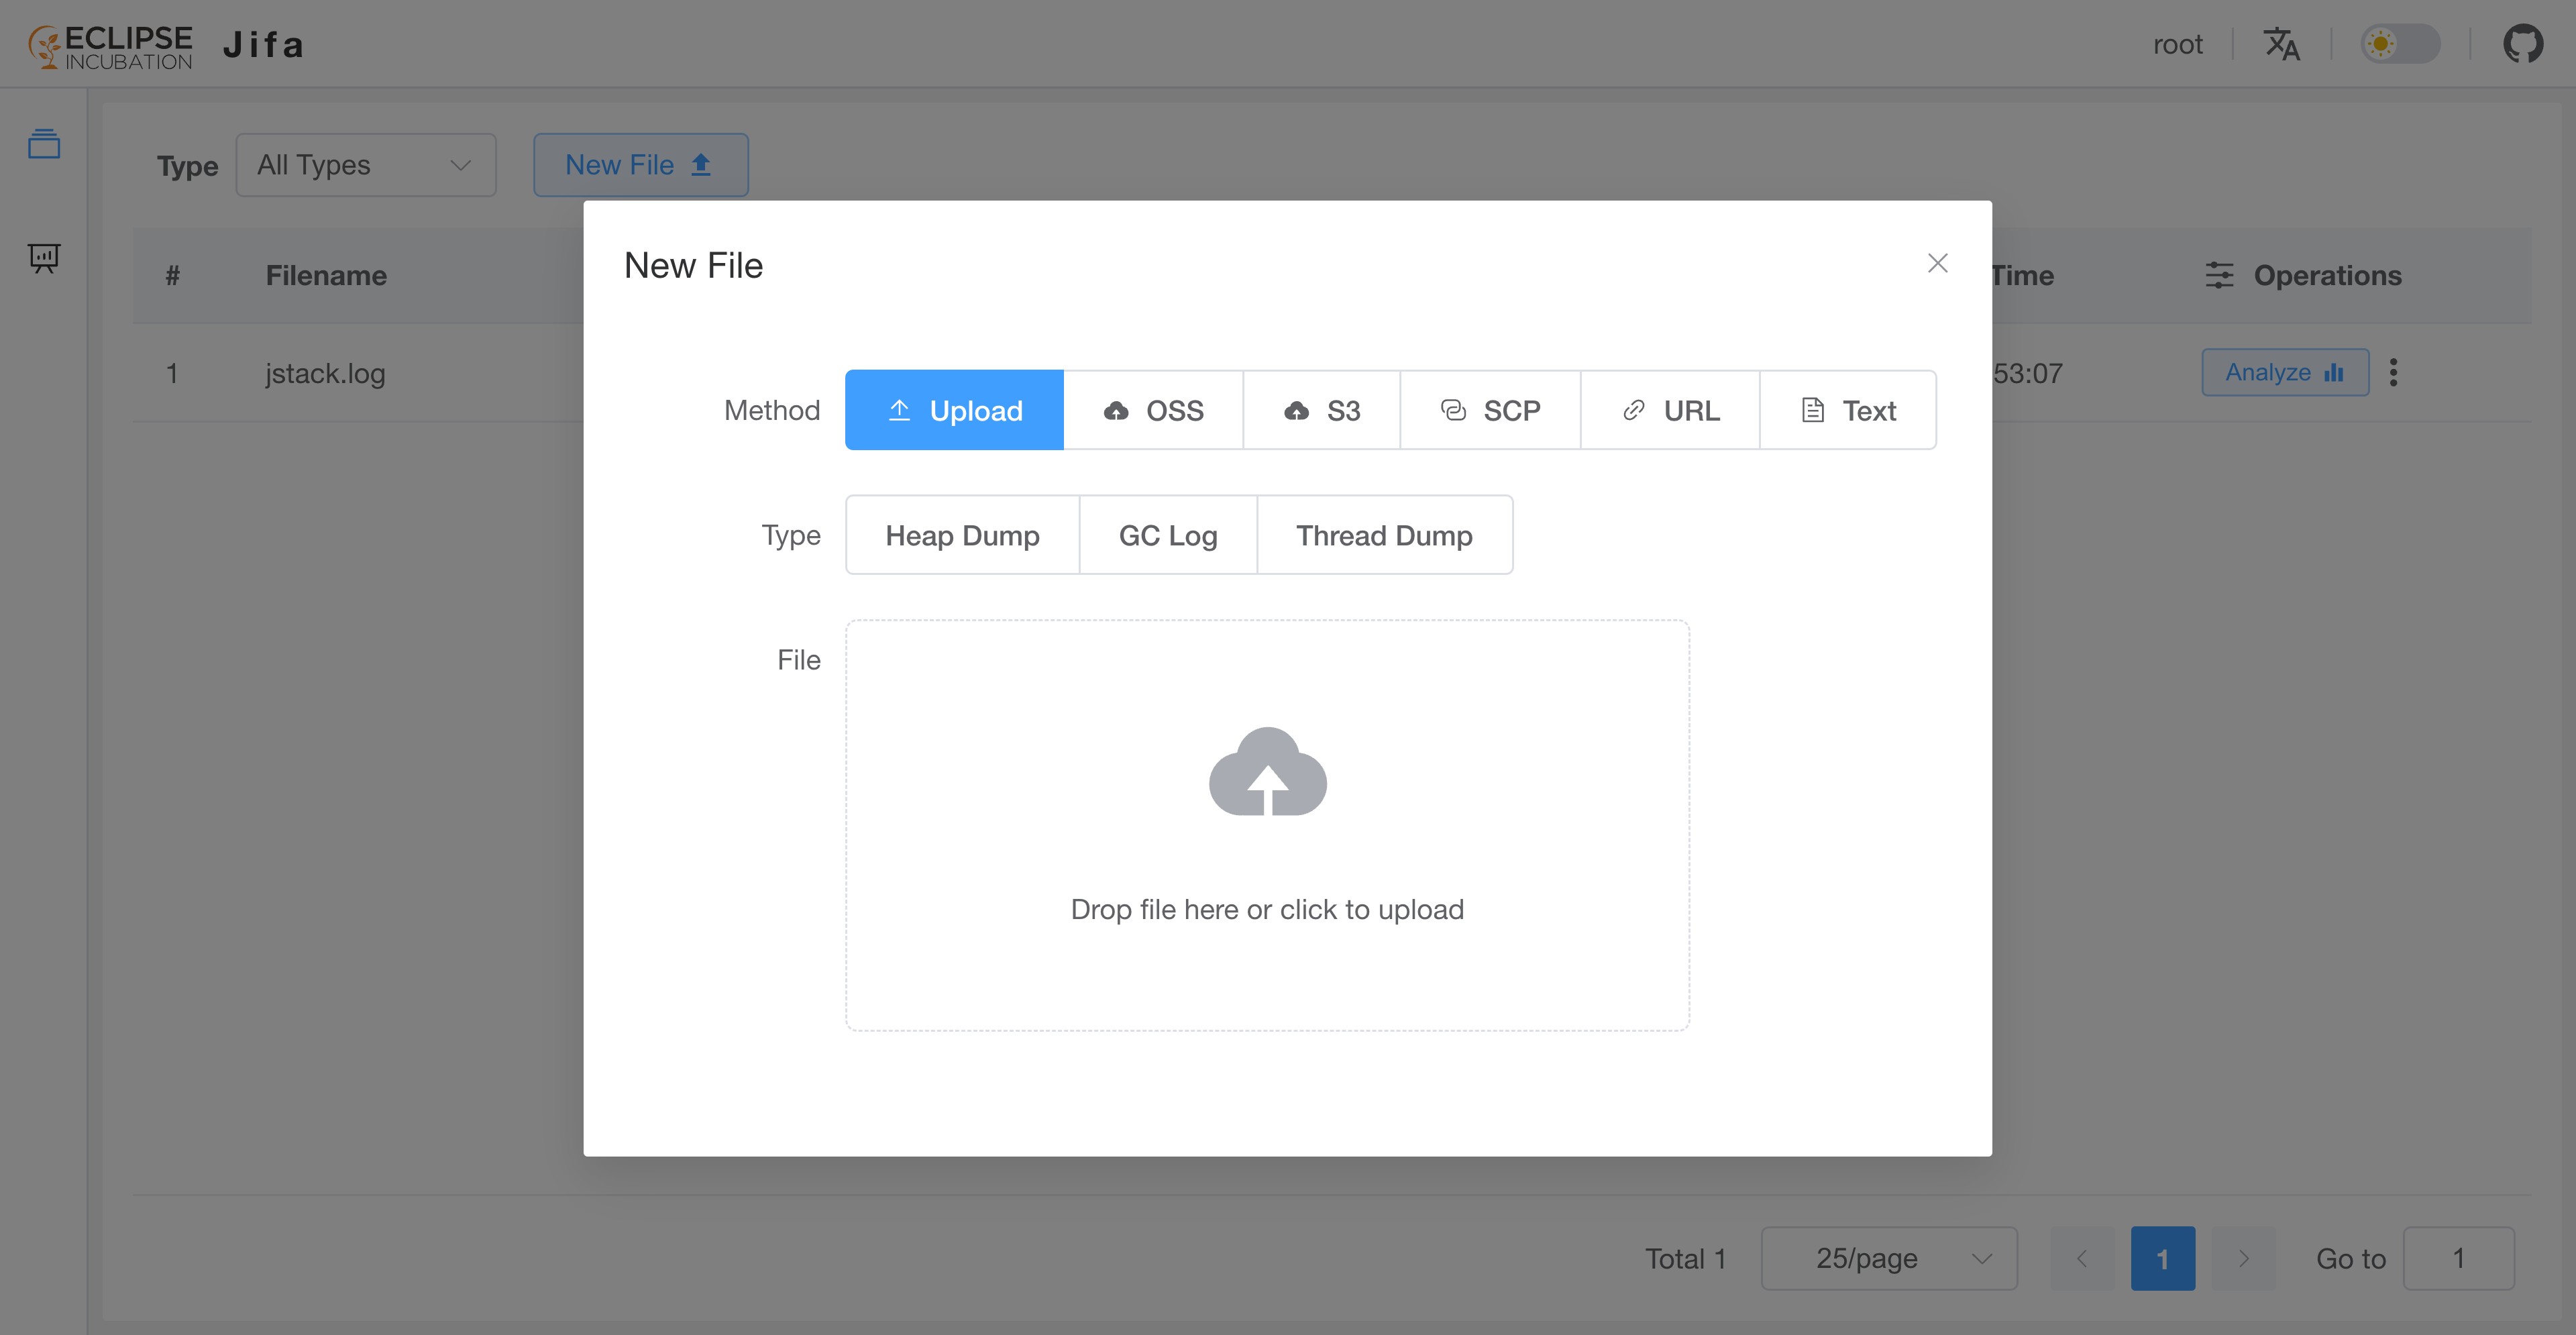 ECLIPSE
INCUBATION
Jifa
root
Type
All Types
New File
# Filename Time Operations
1 jstack.log 53:07 Analyze
New File
Method Upload OSS S3 SCP URL Text
Type Heap Dump GC Log Thread Dump
File
Drop file here or click to upload
Total 1 25/page 1 Go to 1